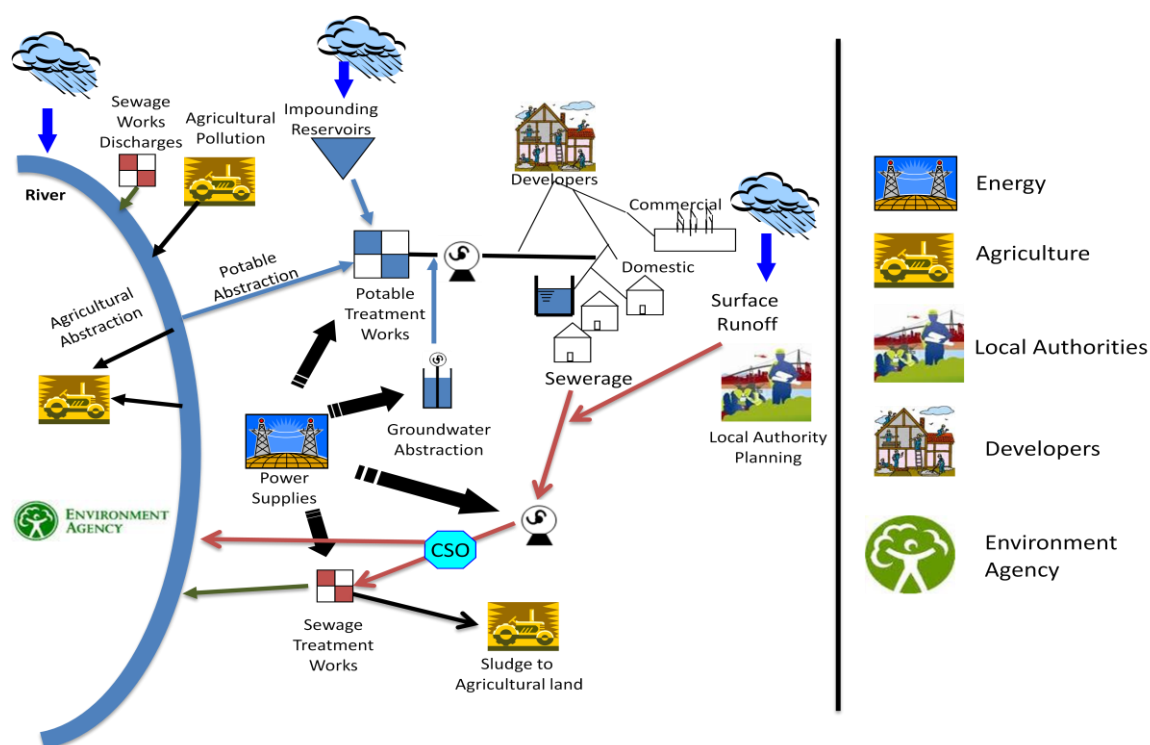 Sewage
Works
Discharges
Agricultural
Pollution
Impounding
Reservoirs
River
Developers
Commercial
Domestic
Potable
Abstraction
Potable
Treatment
Works
Agricultural
Abstraction
Surface
Runoff
Sewerage
Groundwater
Abstraction
Local Authority
Planning
Power
Supplies
ENVIRONMENT
AGENCY
CSO
Sewage
Treatment
Works
Sludge to
Agricultural land
Energy
Agriculture
Local Authorities
Developers
Environment
Agency